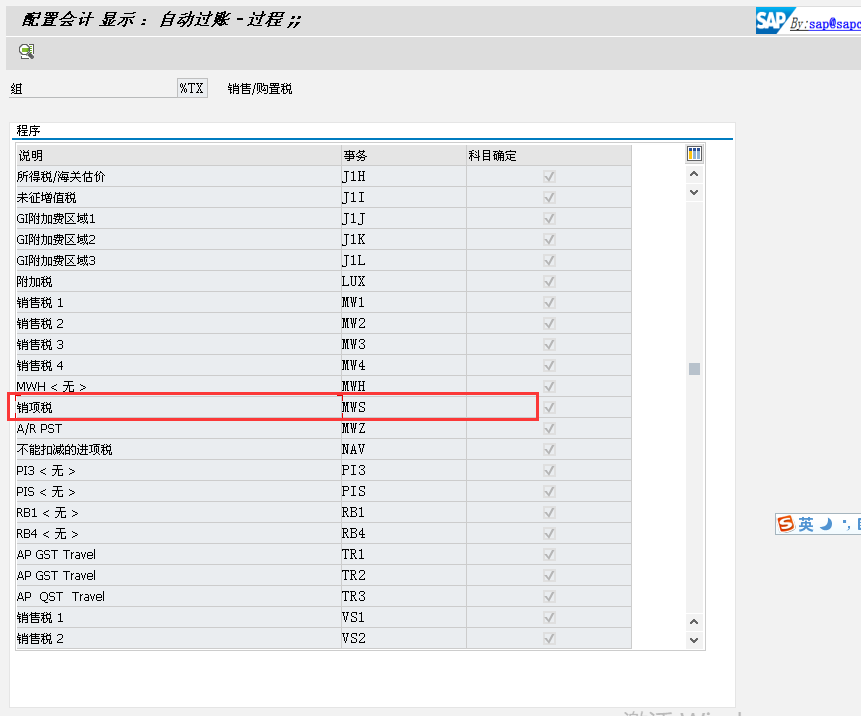 配置会计 显示： 自动过账 - 过程 ;;
SAP By:sap@sapc
组 %TX 销售/购置税
程序
说明 事务 科目确定
所得税/海关估价 J1H
未征增值税 J1I
GI附加费区域1 J1J
GI附加费区域2 J1K
GI附加费区域3 J1L
附加税 LUX
销售税 1 MW1
销售税 2 MW2
销售税 3 MW3
销售税 4 MW4
MWH < 无 > MWH
销项税 MWS
A/R PST MWZ
不能扣减的进项税 NAV
PI3 < 无 > PI3
PIS < 无 > PIS
RB1 < 无 > RB1
RB4 < 无 > RB4
英
AP GST Travel TR1
AP GST Travel TR2
AP QST Travel TR3
销售税 1 VS1
销售税 2 VS2